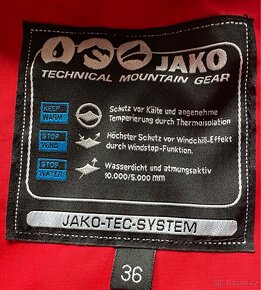 JAKO
TECHNICAL MOUNTAIN GEAR
KEEP WARM
Schutz vor Kälte und angenehme
Temperierung durch Thermoisolation
STOP WIND
Höchster Schutz vor Windchill-Effekt
durch Windstop-Funktion.
STOP WATER
Wasserdicht und atmungsaktiv
10.000/5.000 mm
JAKO-TEC-SYSTEM
36